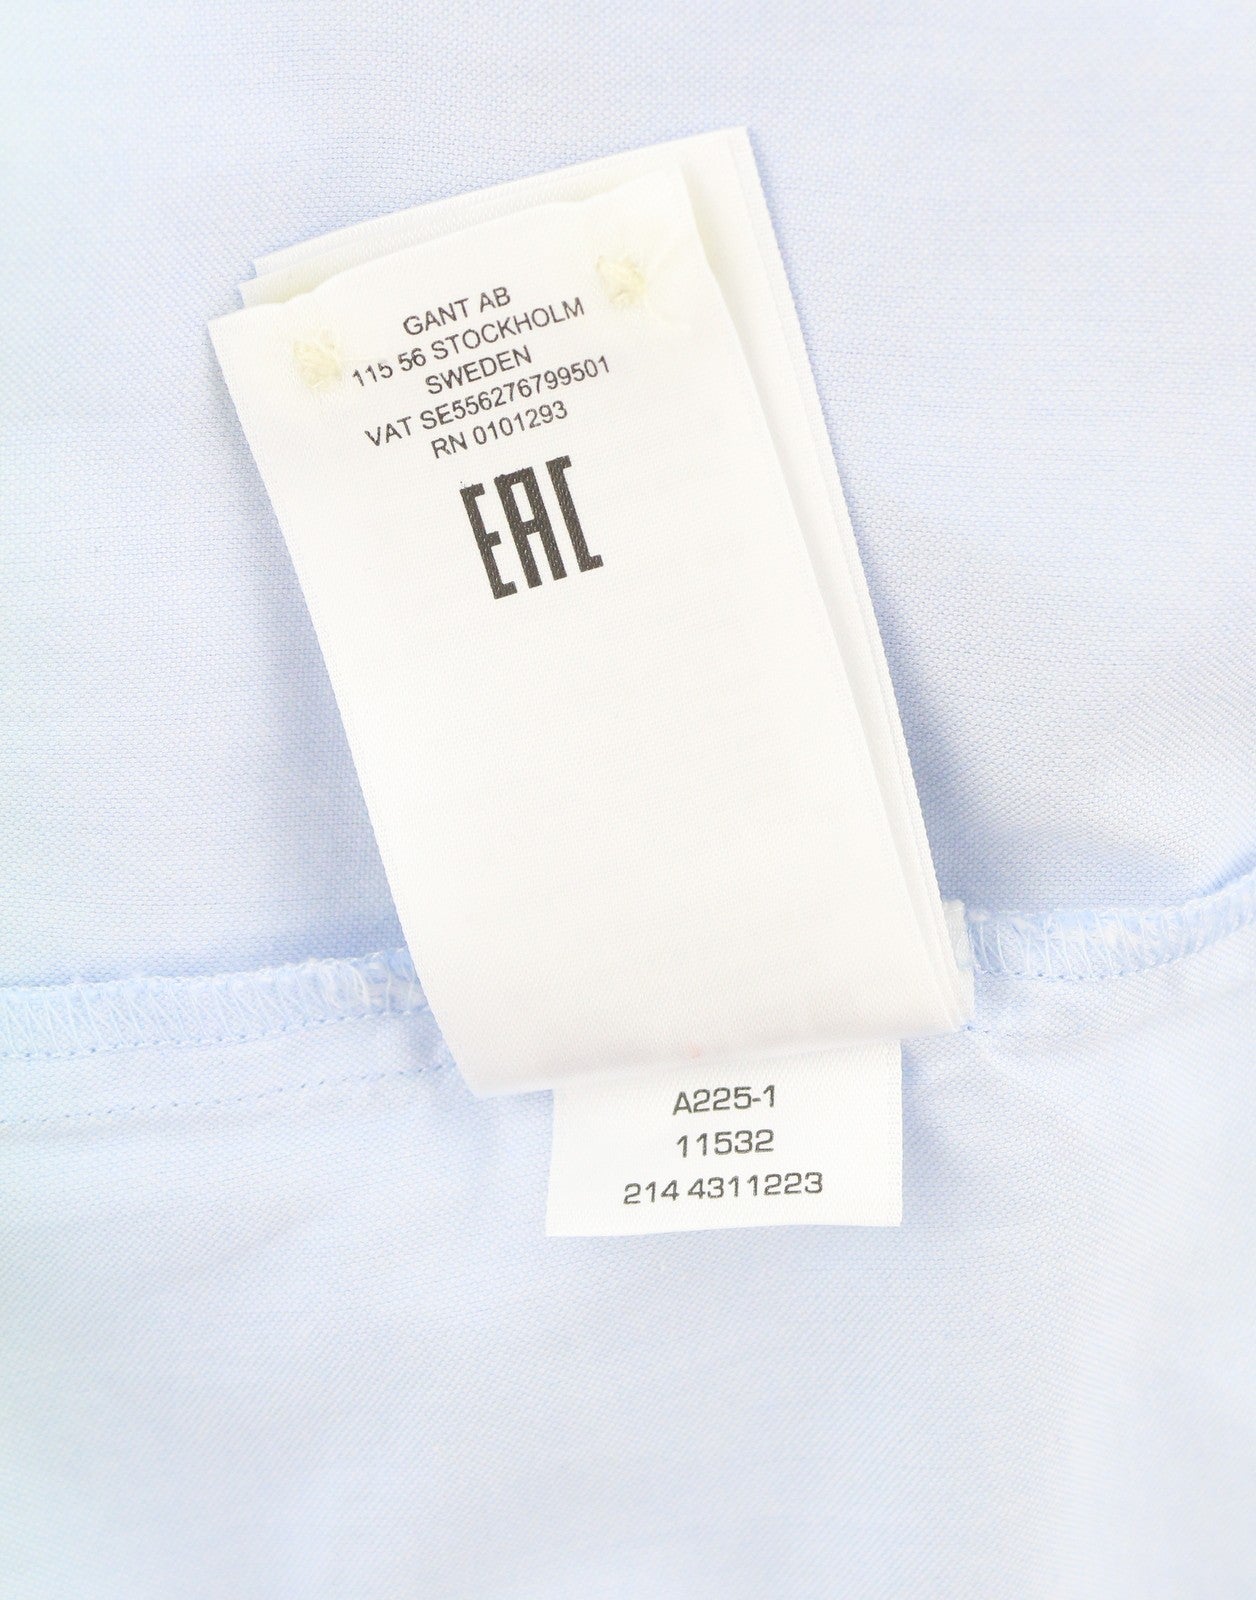 GANT AB
115 56 STOCKHOLM
SWEDEN
VAT SE556276799501
RN 0101293
EAC
A225-1
11532
214 4311223